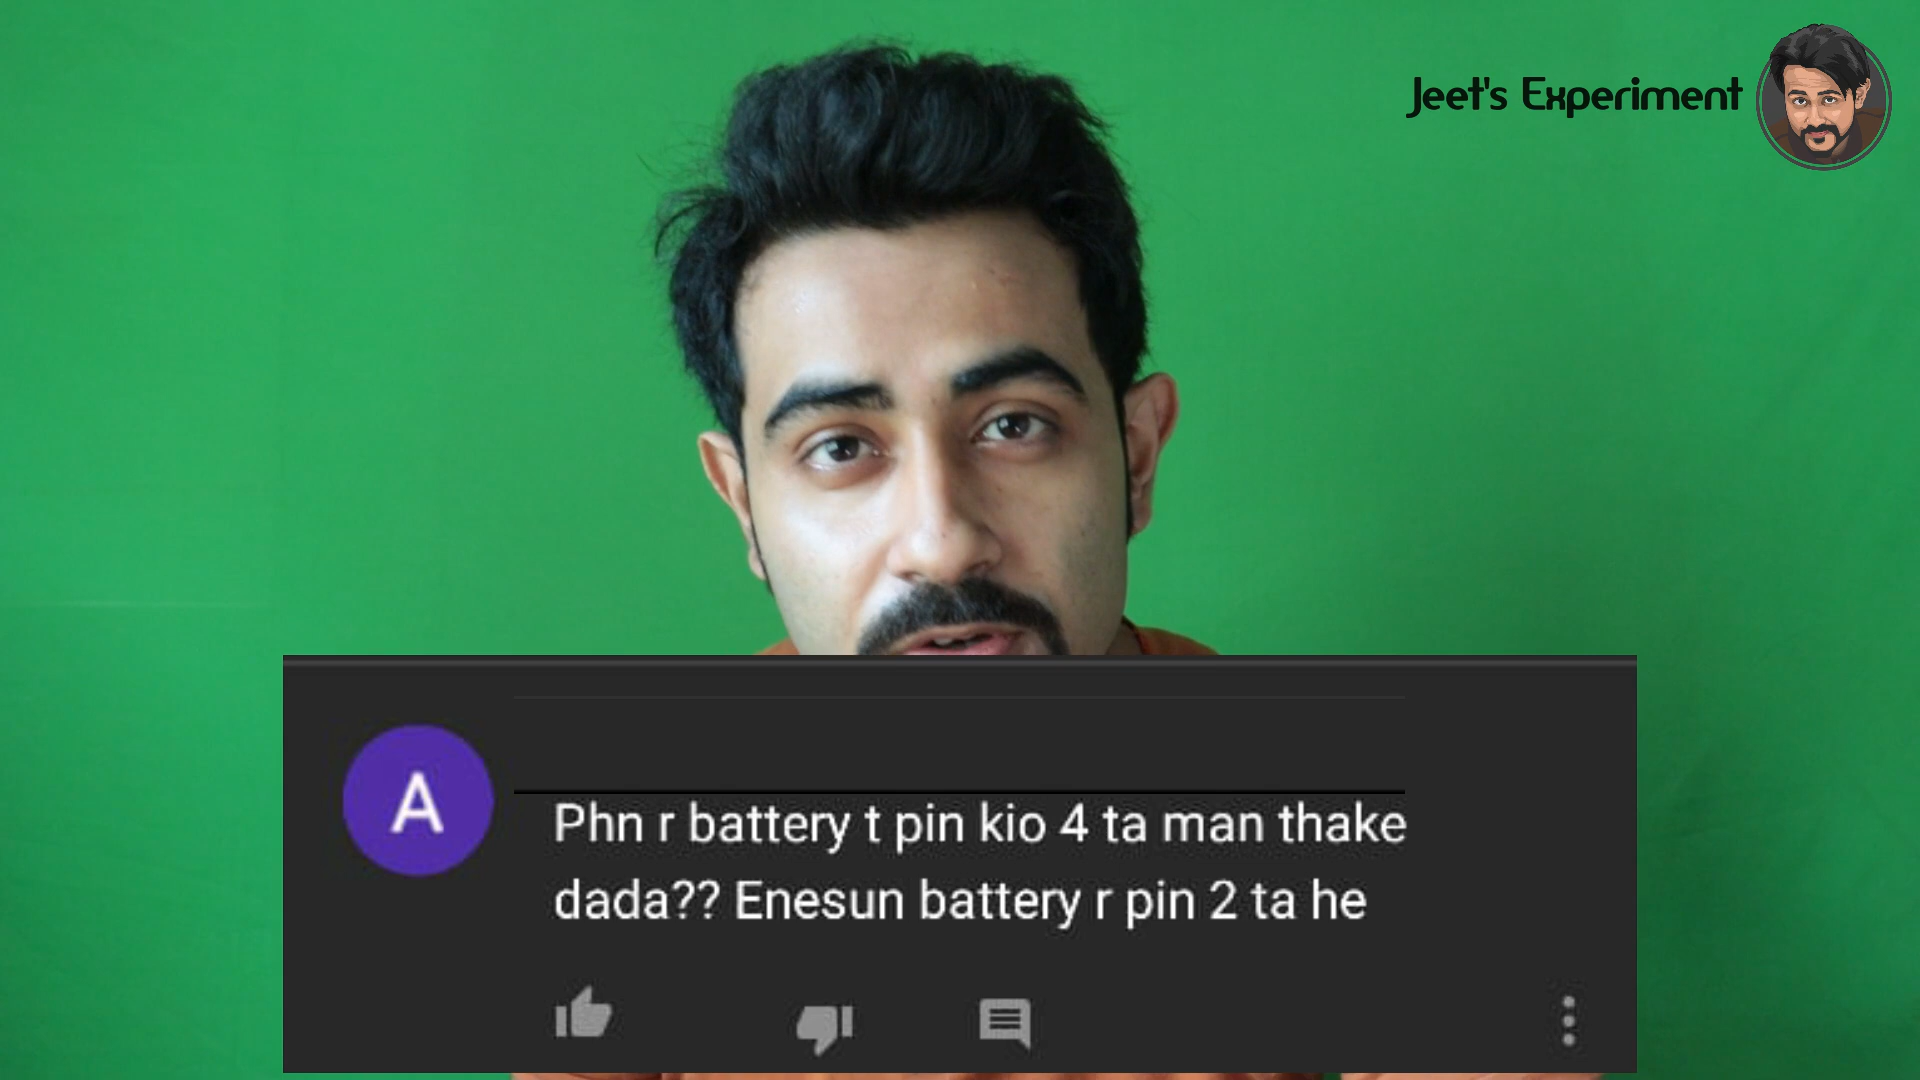 Jeet's Experiment
A
Phn r battery t pin kio 4 ta man thake
dada?? Enesun battery r pin 2 ta he